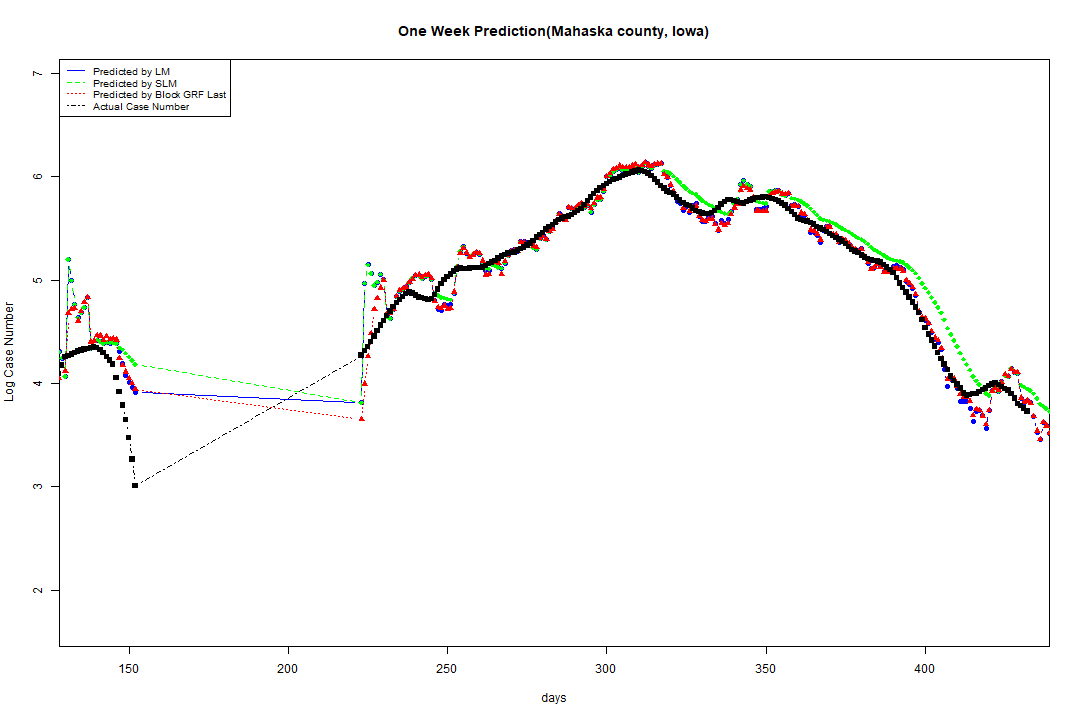 One Week Prediction(Mahaska county, Iowa)
Predicted by LM
Predicted by SLM
Predicted by Block GRF Last
Actual Case Number
7
6
5
4
3
2
Log Case Number
150 200 250 300 350 400
days